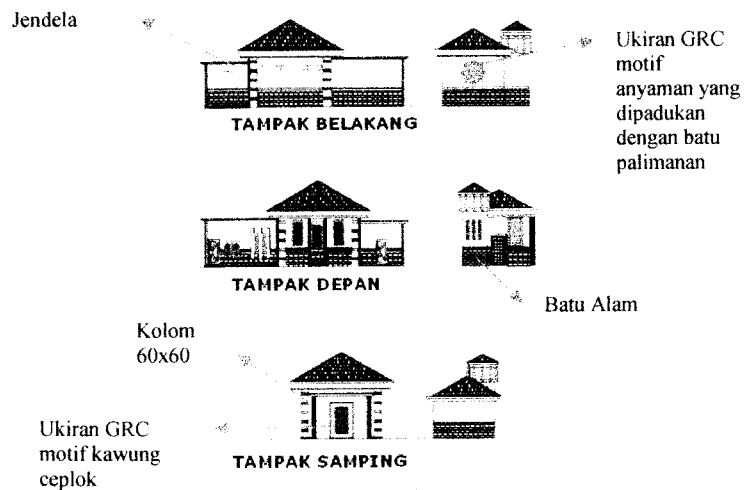 Jendela
Ukiran GRC
motif
anyaman yang
dipadukan
dengan batu
palimanan
TAMPAK BELAKANG
TAMPAK DEPAN
Batu Alam
Kolom
60x60
Ukiran GRC
motif kawung
ceplok
TAMPAK SAMPING